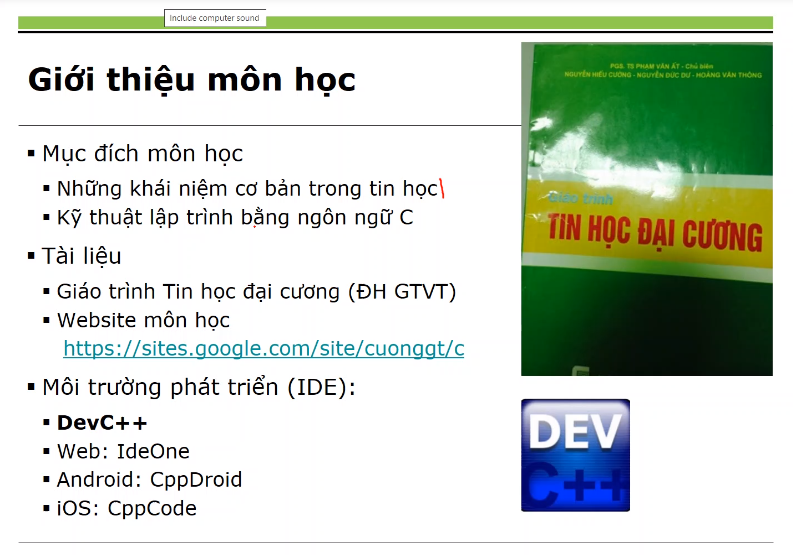 Include computer sound
Giới thiệu môn học
Mục đích môn học
Những khái niệm cơ bản trong tin học
Kỹ thuật lập trình bằng ngôn ngữ C
Tài liệu
Giáo trình Tin học đại cương (ĐH GTVT)
Website môn học
https://sites.google.com/site/cuonggt/c
Môi trường phát triển (IDE):
DevC++
Web: IdeOne
Android: CppDroid
iOS: CppCode
PGS. TS PHẠM VĂN ẤT - Chủ biên
NGUYỄN HIẾU CƯỜNG - NGUYỄN ĐỨC DƯ - HOÀNG VĂN THÔNG
Giáo trình
TIN HỌC ĐẠI CƯƠNG
DEV
C++